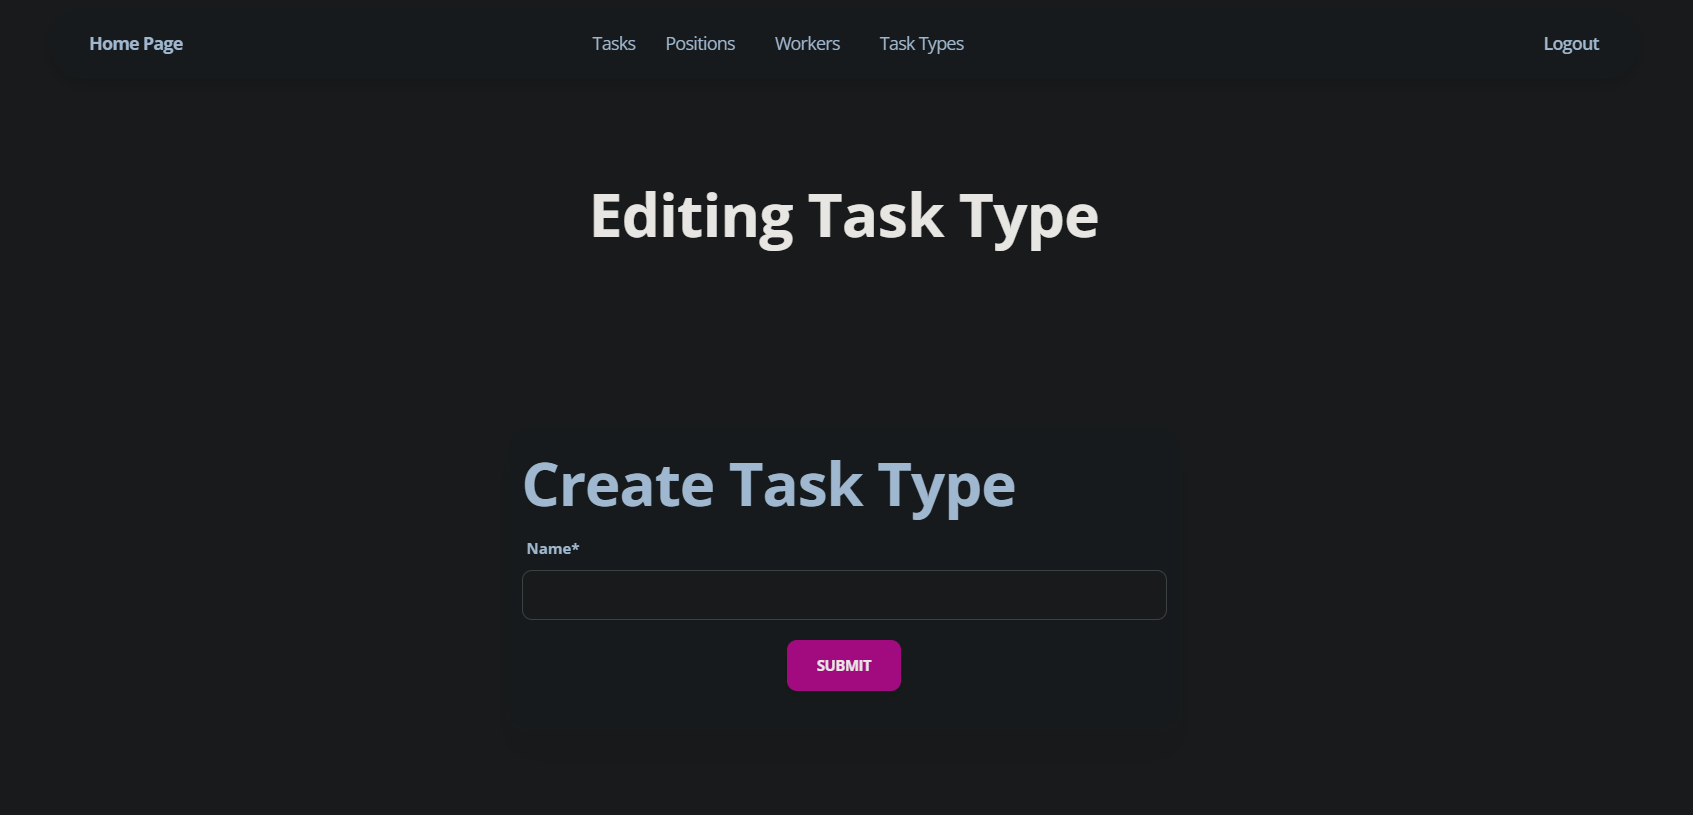 Home Page Tasks Positions Workers Task Types Logout
Editing Task Type
Create Task Type
Name*
SUBMIT